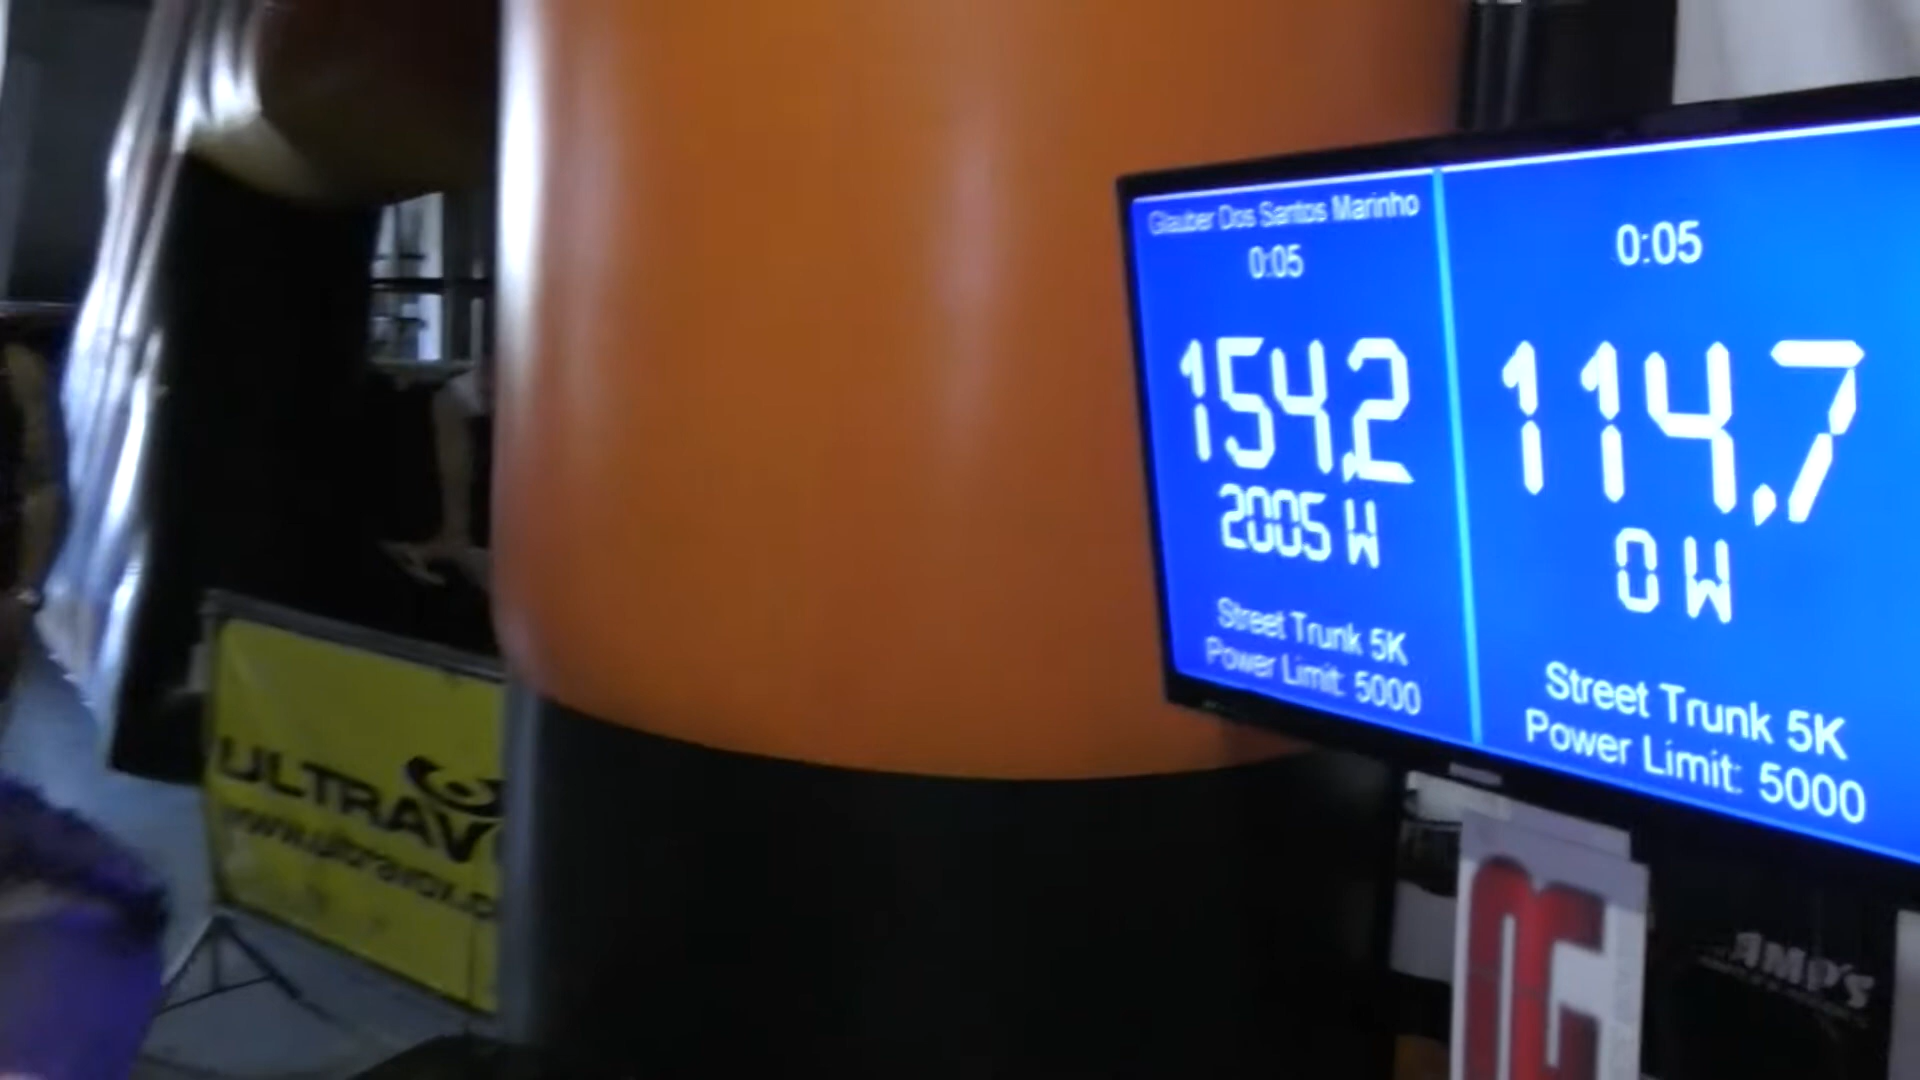 Glauber Dos Santos Marinho
0:05
154,2
2005 W
Street Trunk 5K
Power Limit: 5000
0:05
114,7
0 W
Street Trunk 5K
Power Limit: 5000
AMP'S